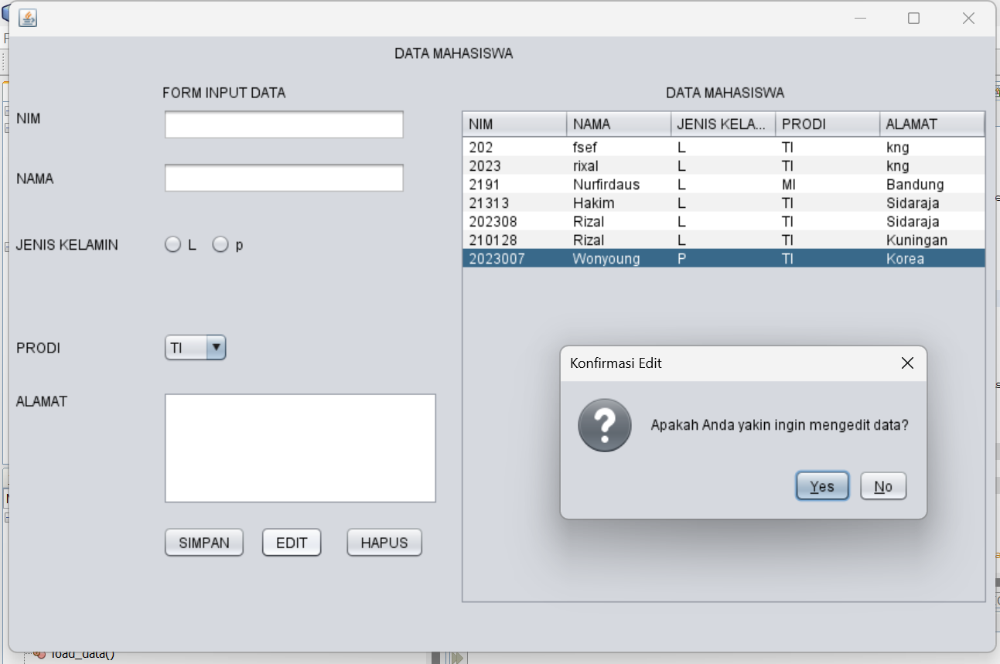 DATA MAHASISWA
FORM INPUT DATA
NIM
NAMA
JENIS KELAMIN
L p
PRODI
TI
ALAMAT
SIMPAN EDIT HAPUS
DATA MAHASISWA
NIM NAMA JENIS KELA... PRODI ALAMAT
202 fsef L TI kng
2023 rixal L TI kng
2191 Nurfirdaus L MI Bandung
21313 Hakim L TI Sidaraja
202308 Rizal L TI Sidaraja
210128 Rizal L TI Kuningan
2023007 Wonyoung P TI Korea
Konfirmasi Edit
Apakah Anda yakin ingin mengedit data?
Yes No
load_data()